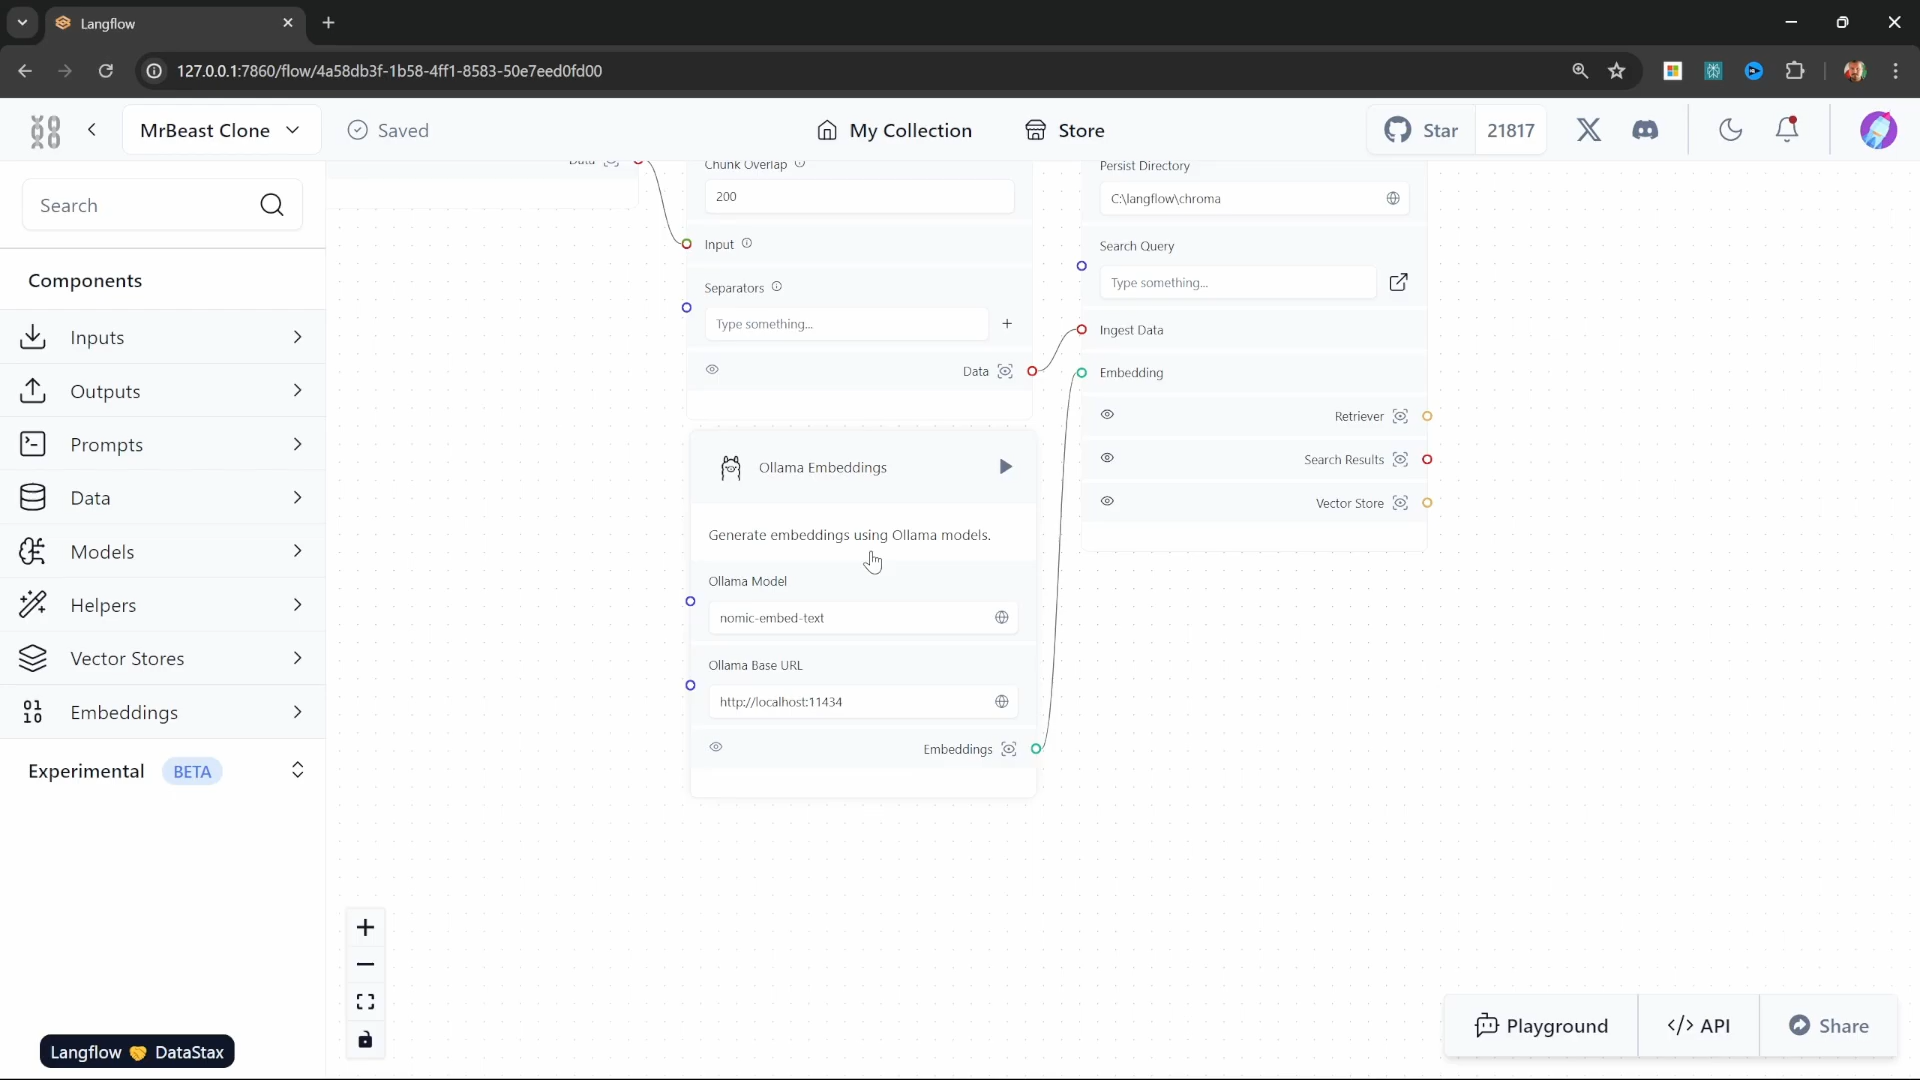 Langflow
127.0.0.1:7860/flow/4a58db3f-1b58-4ff1-8583-50e7eed0fd00
MrBeast Clone
Saved
My Collection
Store
Star
21817
Search
Components
Inputs
Outputs
Prompts
Data
Models
Helpers
Vector Stores
Embeddings
Experimental BETA
Langflow DataStax
Data
Chunk Overlap
200
Input
Separators
Type something...
Data
Ollama Embeddings
Generate embeddings using Ollama models.
Ollama Model
nomic-embed-text
Ollama Base URL
http://localhost:11434
Embeddings
Persist Directory
C:\langflow\chroma
Search Query
Type something...
Ingest Data
Embedding
Retriever
Search Results
Vector Store
Playground
</> API
Share